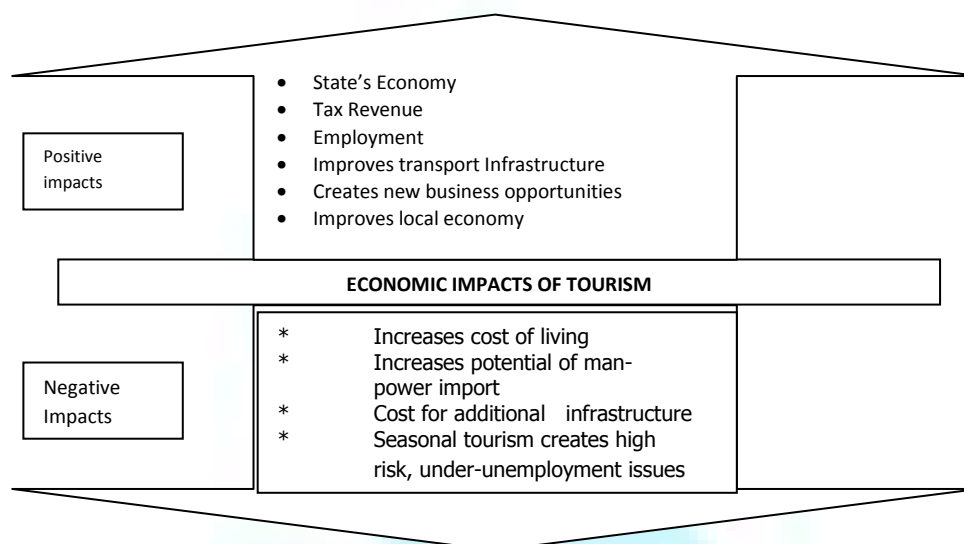 • State’s Economy
• Tax Revenue
• Employment
• Improves transport Infrastructure
• Creates new business opportunities
• Improves local economy
Positive
impacts
ECONOMIC IMPACTS OF TOURISM
* Increases cost of living
* Increases potential of man-
power import
* Cost for additional infrastructure
* Seasonal tourism creates high
risk, under-unemployment issues
Negative
Impacts